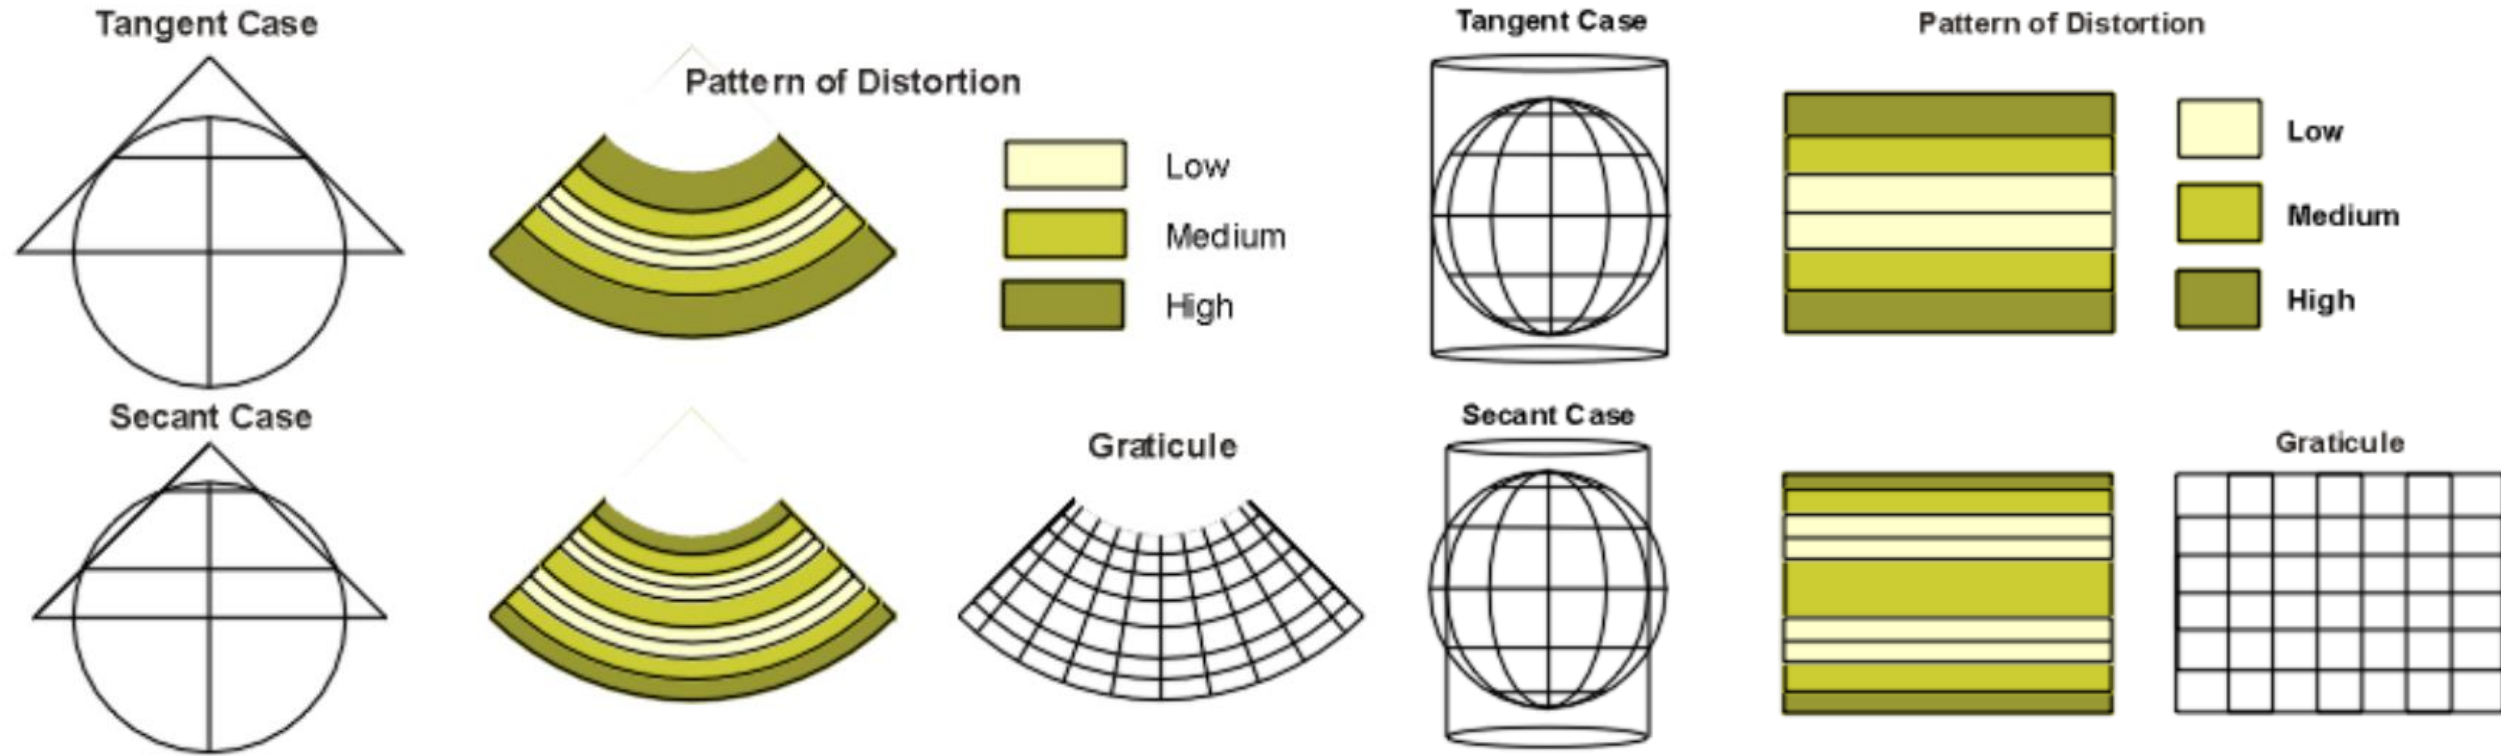 Tangent Case
Pattern of Distortion
Low
Medium
High
Secant Case
Graticule
Tangent Case
Pattern of Distortion
Low
Medium
High
Secant Case
Graticule